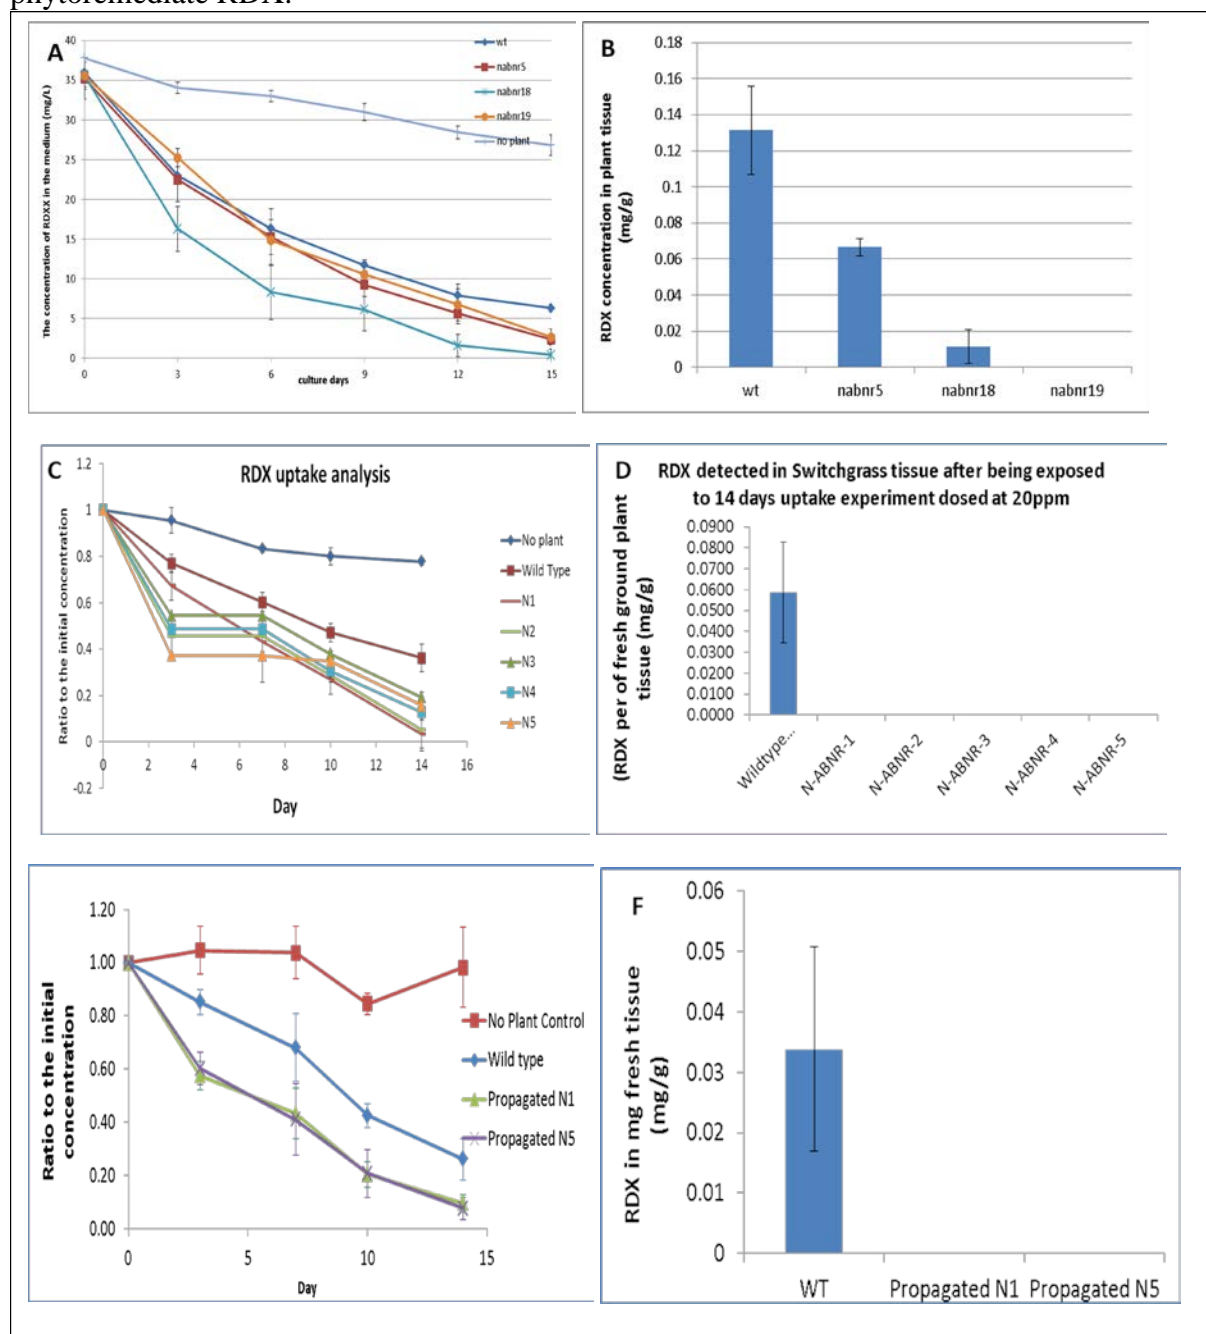 phytoremediate RDX.
A
wt
nabnr5
nabnr18
nabnr19
no plant
The concentration of RDXX in the medium (mg/L)
40
35
30
25
20
15
10
5
0
0 3 6 9 12 15
culture days
B
RDX concentration in plant tissue
(mg/g)
0.18
0.16
0.14
0.12
0.1
0.08
0.06
0.04
0.02
0
wt nabnr5 nabnr18 nabnr19
C
RDX uptake analysis
Ratio to the initial concentration
1.2
1
0.8
0.6
0.4
0.2
0
-0.2
0 2 4 6 8 10 12 14 16
Day
No plant
Wild Type
N1
N2
N3
N4
N5
D
RDX detected in Switchgrass tissue after being exposed
to 14 days uptake experiment dosed at 20ppm
(RDX per of fresh ground plant
tissue (mg/g)
0.0900
0.0800
0.0700
0.0600
0.0500
0.0400
0.0300
0.0200
0.0100
0.0000
Wildtype...
N-ABNR-1
N-ABNR-2
N-ABNR-3
N-ABNR-4
N-ABNR-5
Ratio to the initial
concentration
1.20
1.00
0.80
0.60
0.40
0.20
0.00
0 5 10 15
Day
No Plant Control
Wild type
Propagated N1
Propagated N5
F
RDX in mg fresh tissue
(mg/g)
0.06
0.05
0.04
0.03
0.02
0.01
0
WT Propagated N1 Propagated N5